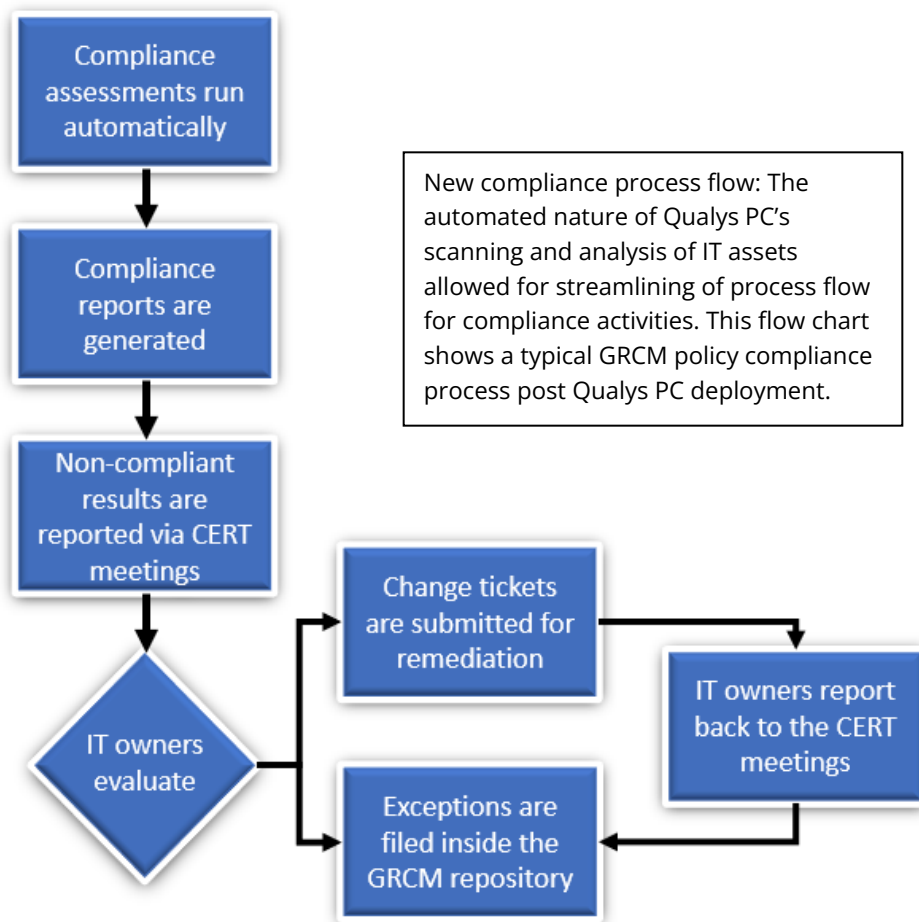 Compliance
assessments run
automatically
New compliance process flow: The
automated nature of Qualys PC’s
scanning and analysis of IT assets
allowed for streamlining of process flow
for compliance activities. This flow chart
shows a typical GRCM policy compliance
process post Qualys PC deployment.
Compliance
reports are
generated
Non-compliant
results are
reported via CERT
meetings
IT owners
evaluate
Change tickets
are submitted for
remediation
IT owners report
back to the CERT
meetings
Exceptions are
filed inside the
GRCM repository